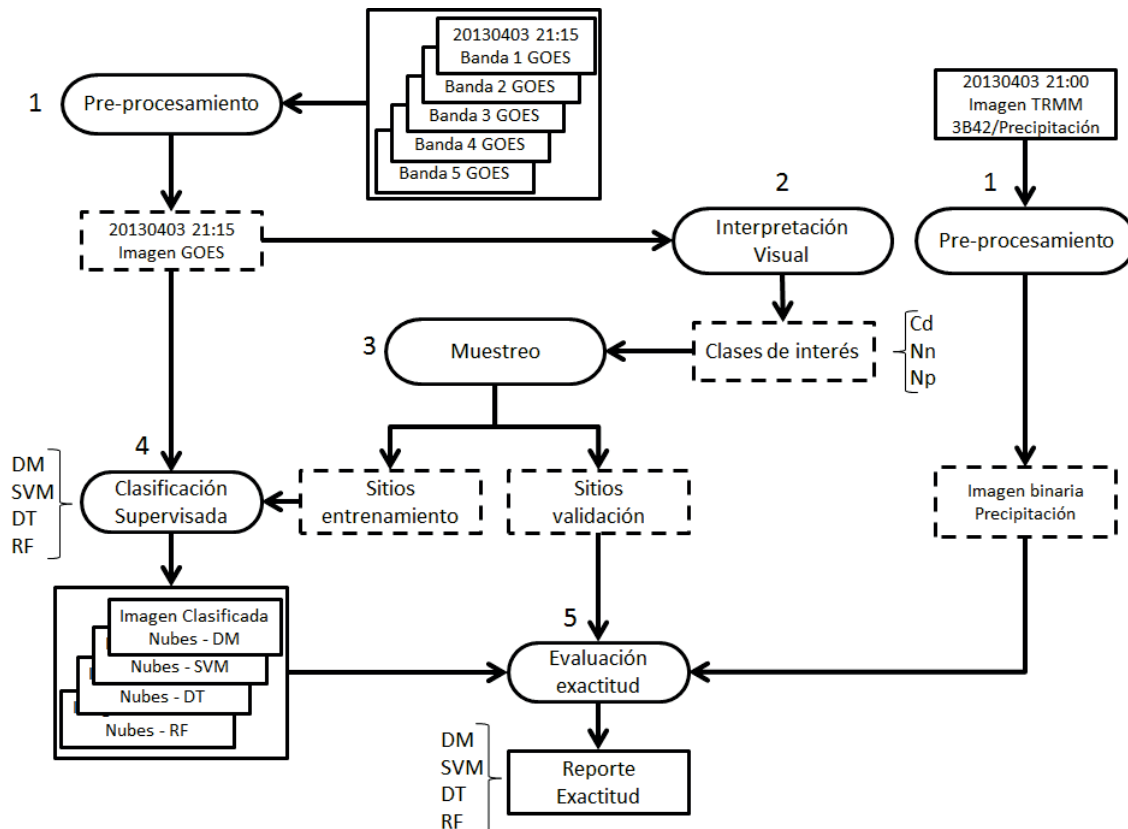 20130403 21:15
Banda 1 GOES
Banda 2 GOES
Banda 3 GOES
Banda 4 GOES
Banda 5 GOES
1
Pre-procesamiento
20130403 21:00
Imagen TRMM
3B42/Precipitación
20130403 21:15
Imagen GOES
2
Interpretación
Visual
1
Pre-procesamiento
3
Muestreo
Clases de interés
Cd
Nn
Np
4
DM
SVM
DT
RF
Clasificación
Supervisada
Sitios
entrenamiento
Sitios
validación
Imagen binaria
Precipitación
Imagen Clasificada
Nubes - DM
Nubes - SVM
Nubes - DT
Nubes - RF
5
Evaluación
exactitud
DM
SVM
DT
RF
Reporte
Exactitud